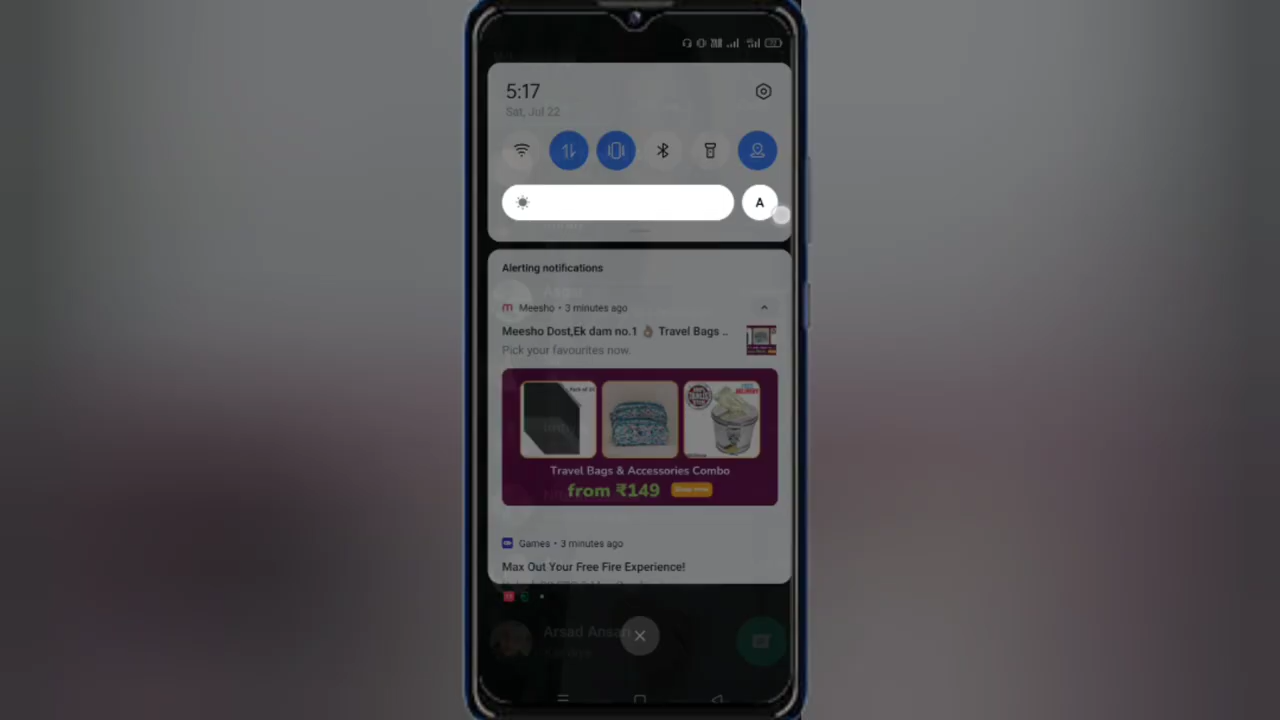 5:17
Sat, Jul 22
A
Alerting notifications
Meesho • 3 minutes ago
Meesho Dost,Ek dam no.1 👌🏼 Travel Bags ..
Pick your favourites now.
Travel Bags & Accessories Combo
from ₹149
Games • 3 minutes ago
Max Out Your Free Fire Experience!
Arsad Ansari